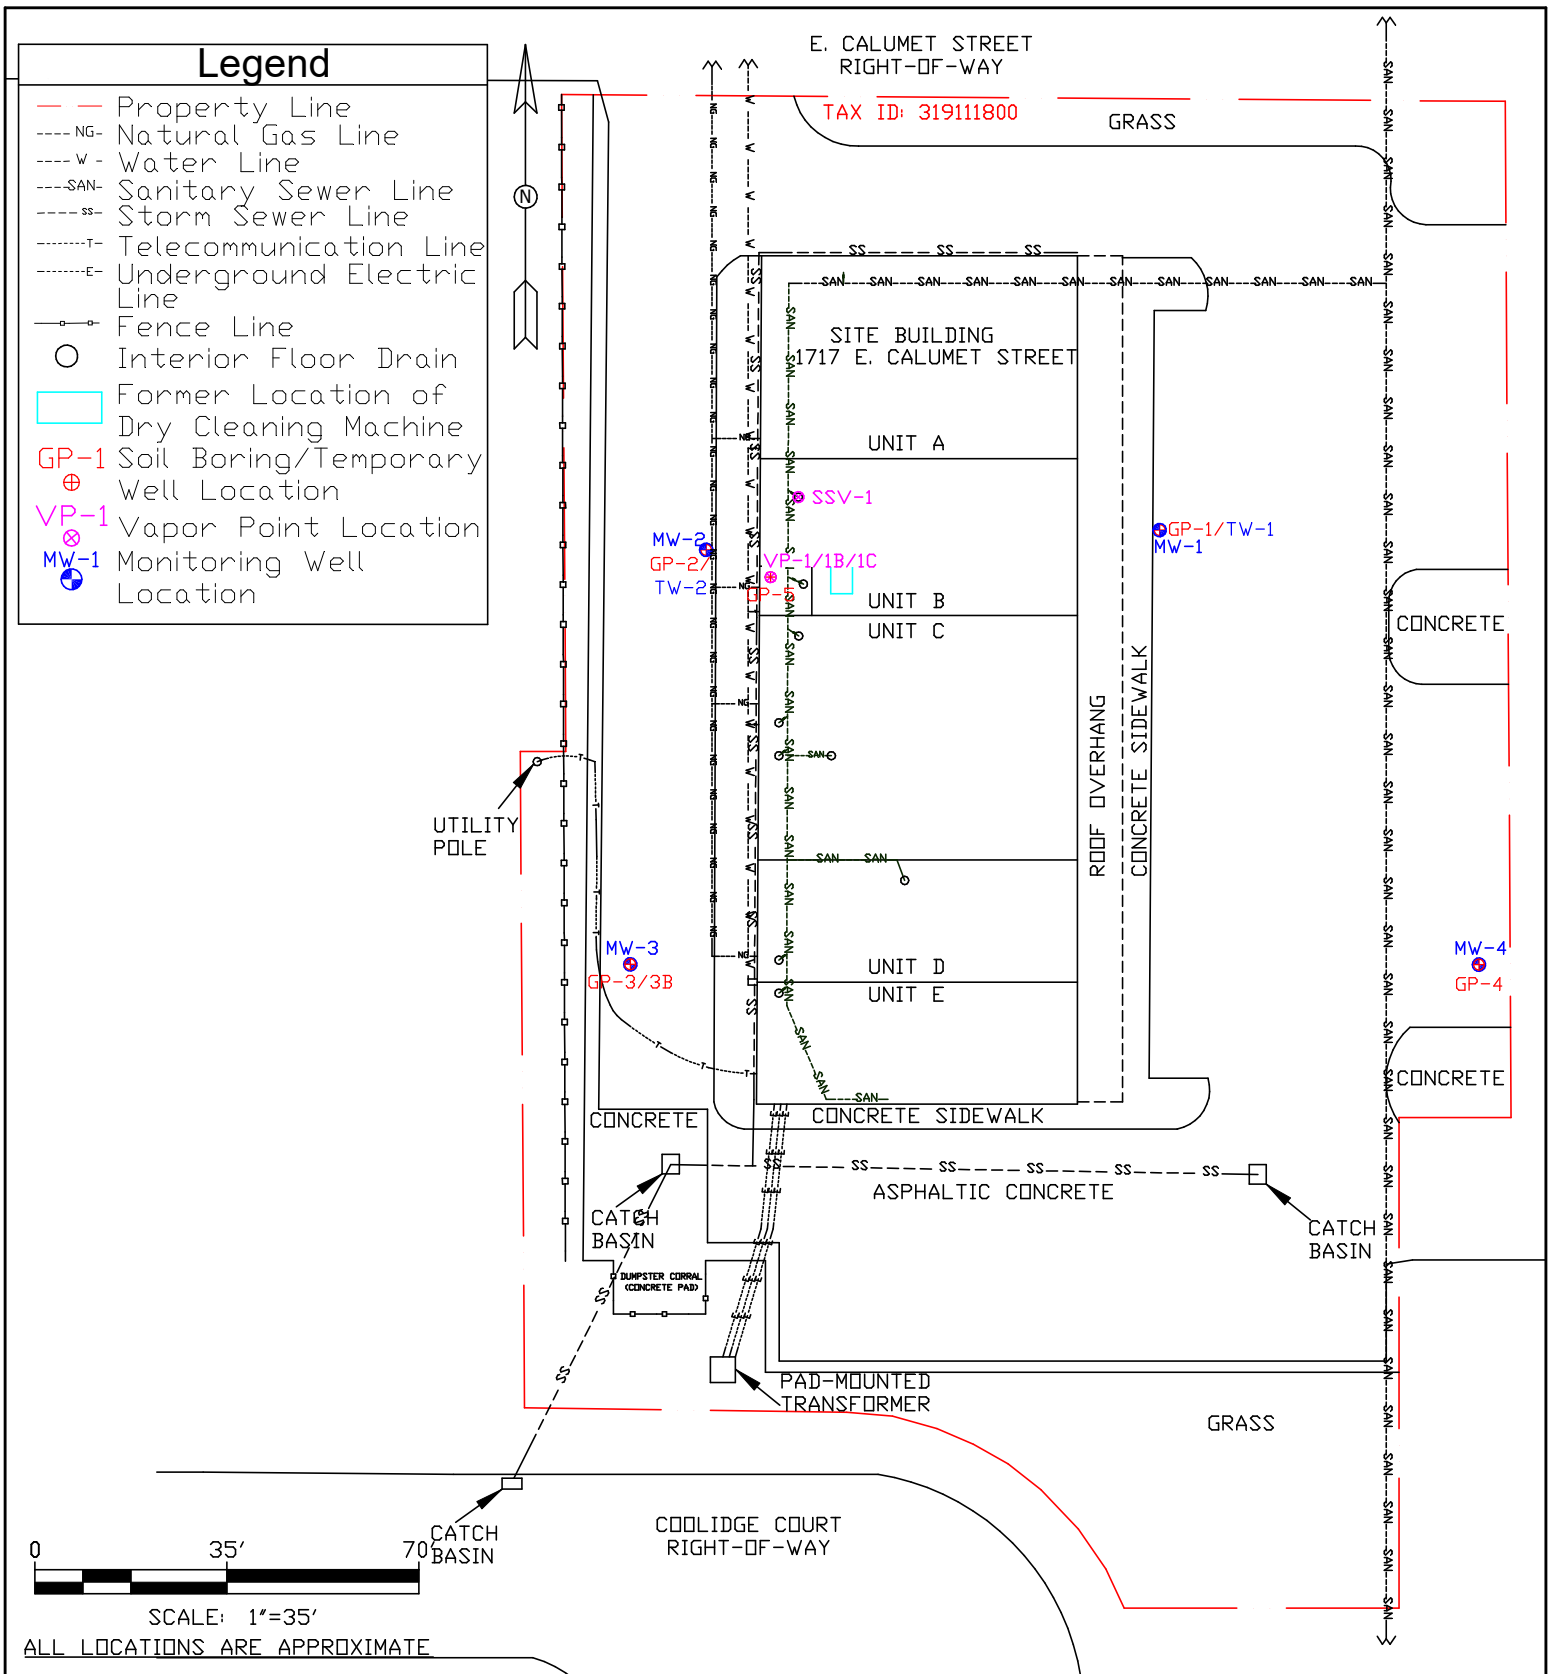 Legend
Property Line
NG Natural Gas Line
W Water Line
SAN Sanitary Sewer Line
SS Storm Sewer Line
T Telecommunication Line
E Underground Electric
Line
Fence Line
Interior Floor Drain
Former Location of
Dry Cleaning Machine
GP-1 Soil Boring/Temporary
Well Location
VP-1 Vapor Point Location
MW-1 Monitoring Well
Location
N
E. CALUMET STREET
RIGHT-OF-WAY
TAX ID: 319111800
GRASS
SITE BUILDING
1717 E. CALUMET STREET
UNIT A
SSV-1
MW-2
GP-2/
TW-2
VP-1/1B/1C
GP-5
GP-1/TW-1
MW-1
UNIT B
UNIT C
CONCRETE
ROOF OVERHANG
CONCRETE SIDEWALK
UTILITY
POLE
MW-3
GP-3/3B
UNIT D
UNIT E
MW-4
GP-4
CONCRETE
CONCRETE
CONCRETE SIDEWALK
ASPHALTIC CONCRETE
CATCH
BASIN
CATCH
BASIN
DUMPSTER CORRAL
(CONCRETE PAD)
PAD-MOUNTED
TRANSFORMER
GRASS
COOLIDGE COURT
RIGHT-OF-WAY
CATCH
BASIN
0 35' 70'
SCALE: 1"=35'
ALL LOCATIONS ARE APPROXIMATE